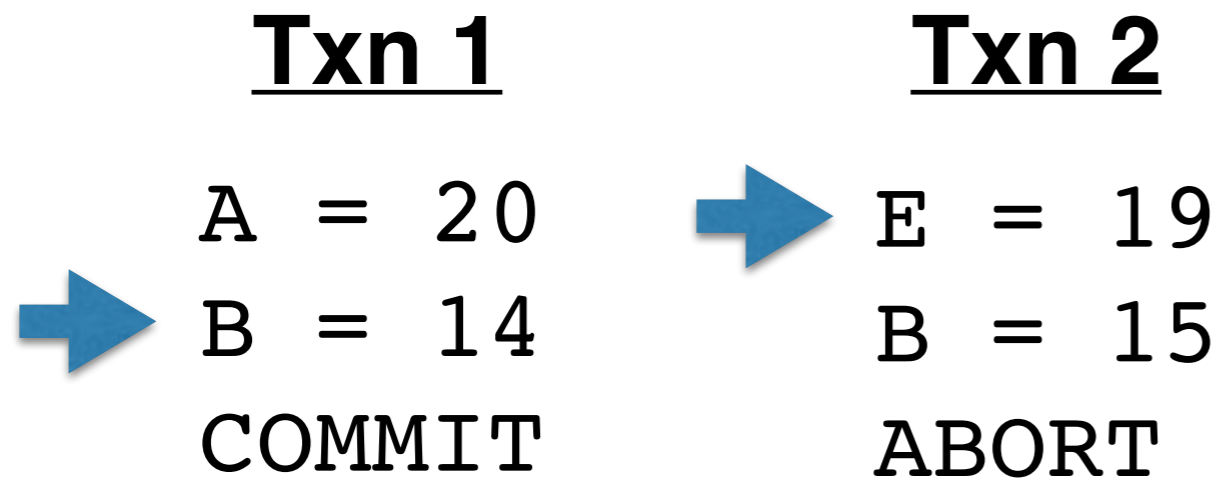 Txn 1
A = 20
B = 14
COMMIT
Txn 2
E = 19
B = 15
ABORT